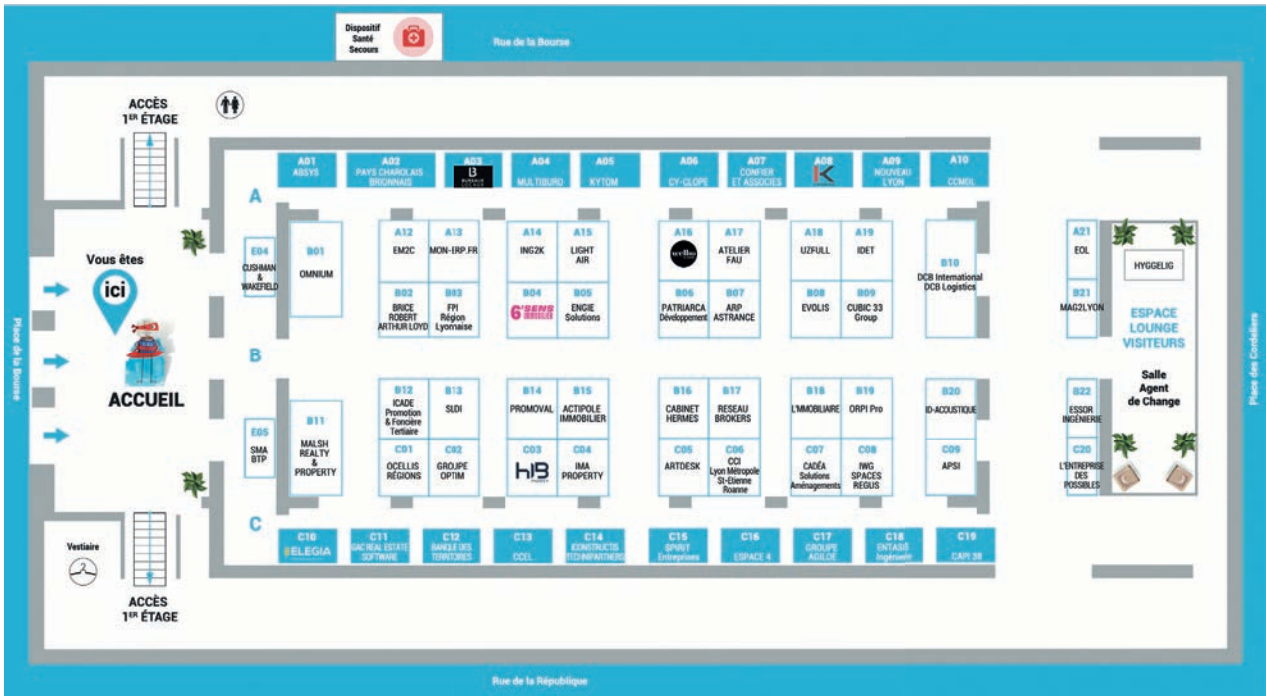 Dispositif
Santé
Secours
Rue de la Bourse
ACCÈS
1ER ÉTAGE
A01
ABSYS
A02
PAYS CHAROLAIS
BRIONNAIS
A03
A04
MULTIBURO
A05
KYTOM
A06
CY-CLOPE
A07
CONFIER
ET ASSOCIES
A08
K
A09
NOUVEAU
LYON
A10
CCMDL
A
Vous êtes
ici
ACCUEIL
Place de la Bourse
E04
CUSHMAN
&
WAKEFIELD
B01
OMNIUM
A12
EM2C
A13
MON-IRP.FR
A14
ING2K
A15
LIGHT
AIR
A16
A17
ATELIER
FAU
A18
UZFULL
A19
IDET
B10
DCB International
DCB Logistics
A21
EOL
HYGGELIG
B02
BRICE
ROBERT
ARTHUR LOYD
B03
FPI
Région
Lyonnaise
B04
6'SENS
IMMOBILIER
B05
ENGIE
Solutions
B06
PATRIARCA
Développement
B07
ARP
ASTRANCE
B08
EVOLIS
B09
CUBIC 33
Group
B21
MAG2LYON
ESPACE
LOUNGE
VISITEURS
Salle
Agent
de Change
Place des Cordeliers
B
E05
SMA
BTP
B11
MALSH
REALTY
&
PROPERTY
B12
ICADE
Promotion
& Foncière
Tertiaire
B13
SLDI
B14
PROMOVAL
B15
ACTIPOLE
IMMOBILIER
B16
CABINET
HERMES
B17
RESEAU
BROKERS
B18
L'IMMOBILIARE
B19
ORPI Pro
B20
ID-ACOUSTIQUE
B22
ESSOR
INGÉNIERIE
C01
OCELLIS
RÉGIONS
C02
GROUPE
OPTIM
C03
C04
IMA
PROPERTY
C05
ARTDESK
C06
CCI
Lyon Métropole
St-Etienne
Roanne
C07
CADÉA
Solutions
Aménagements
C08
IWG
SPACES
REGUS
C09
APSI
C20
L'ENTREPRISE
DES
POSSIBLES
C
C10
ELEGIA
C11
GAC REAL ESTATE
SOFTWARE
C12
BANQUE DES
TERRITOIRES
C13
CCEL
C14
ICONSTRUCTIS
TECHNIPARTNERS
C15
SPIRIT
Entreprises
C16
ESPACE 4
C17
GROUPE
AGILDE
C18
ENTASIS
Ingénierie
C19
CAPI 38
Vestiaire
ACCÈS
1ER ÉTAGE
Rue de la République